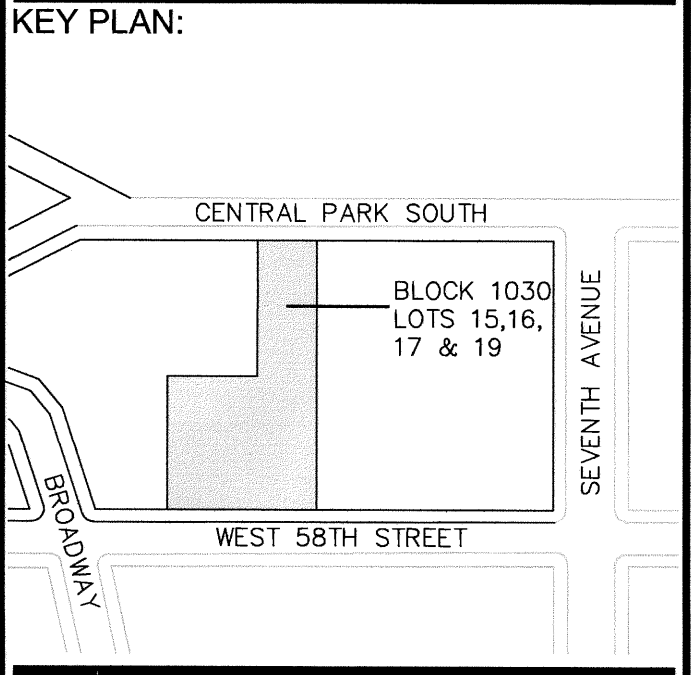 KEY PLAN:
CENTRAL PARK SOUTH
BLOCK 1030
LOTS 15,16,
17 & 19
SEVENTH AVENUE
BROADWAY
WEST 58TH STREET